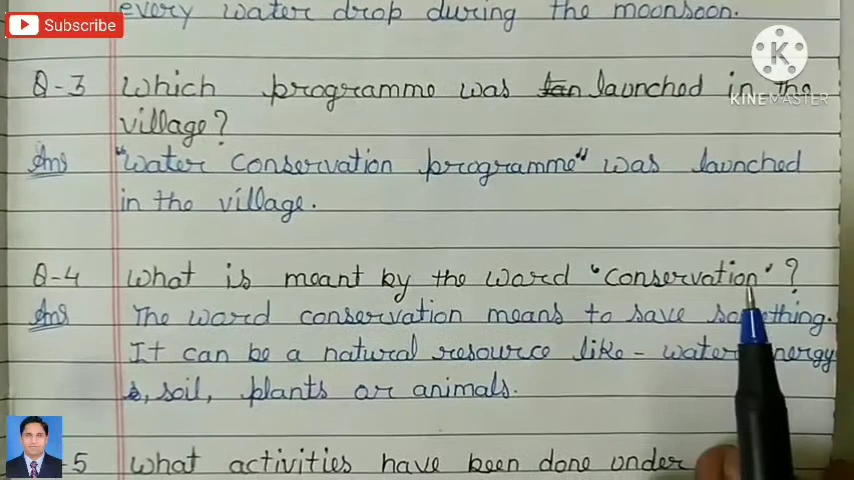 every water drop during the moonsoon.
Subscribe
K
KINEMASTER
Q-3 Which programme was launched in the
village?
Ans "Water Conservation programme" was launched
in the village.
Q-4 What is meant by the word "conservation"?
Ans The word conservation means to save something.
It can be a natural resource like - water energy
, soil, plants or animals.
-5 What activities have been done under